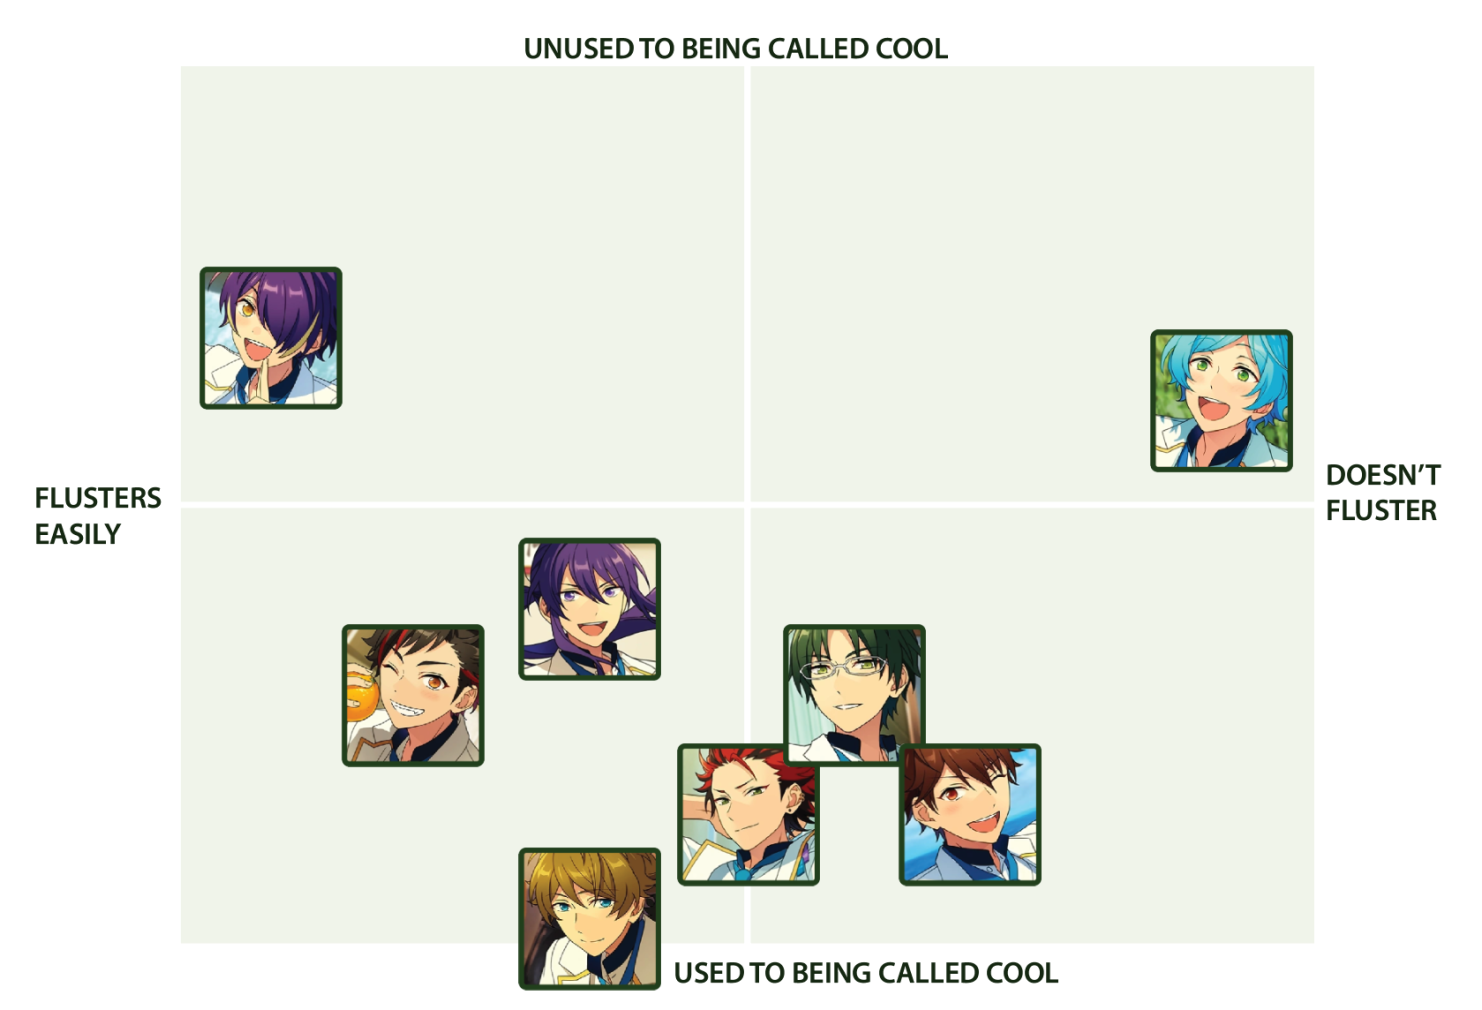 UNUSED TO BEING CALLED COOL
FLUSTERS
EASILY
DOESN'T
FLUSTER
USED TO BEING CALLED COOL